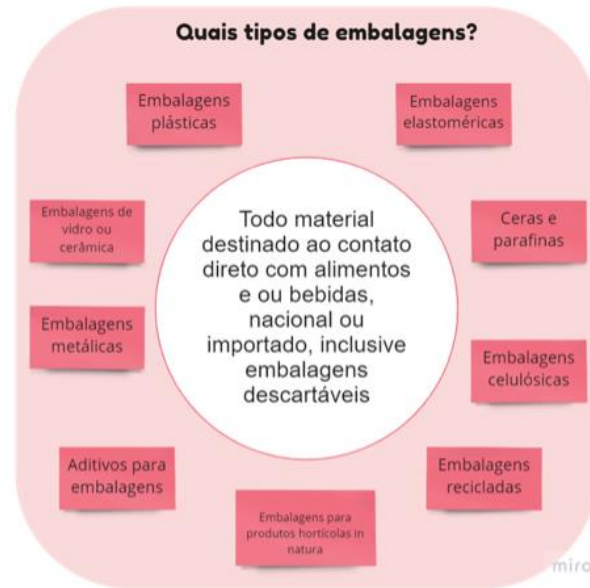 Quais tipos de embalagens?
Embalagens
plásticas
Embalagens
elastoméricas
Embalagens de
vidro ou
cerâmica
Todo material
destinado ao contato
direto com alimentos
e ou bebidas,
nacional ou
importado, inclusive
embalagens
descartáveis
Ceras e
parafinas
Embalagens
metálicas
Embalagens
celulósicas
Aditivos para
embalagens
Embalagens
recicladas
Embalagens para
produtos hortícolas in
natura
miro